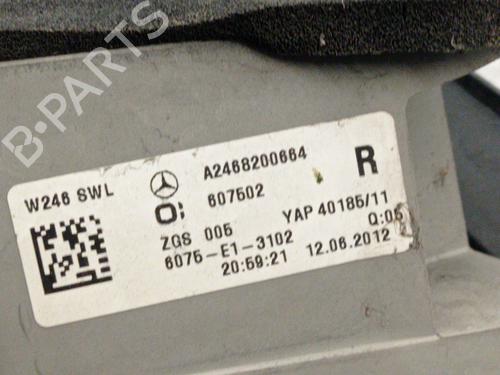 B-PARTS
W246 SWL
A2468200664
R
607502
ZGS 005
YAP 40185/11
6075-E1-3102
Q:05
20:59:21 12.06.2012